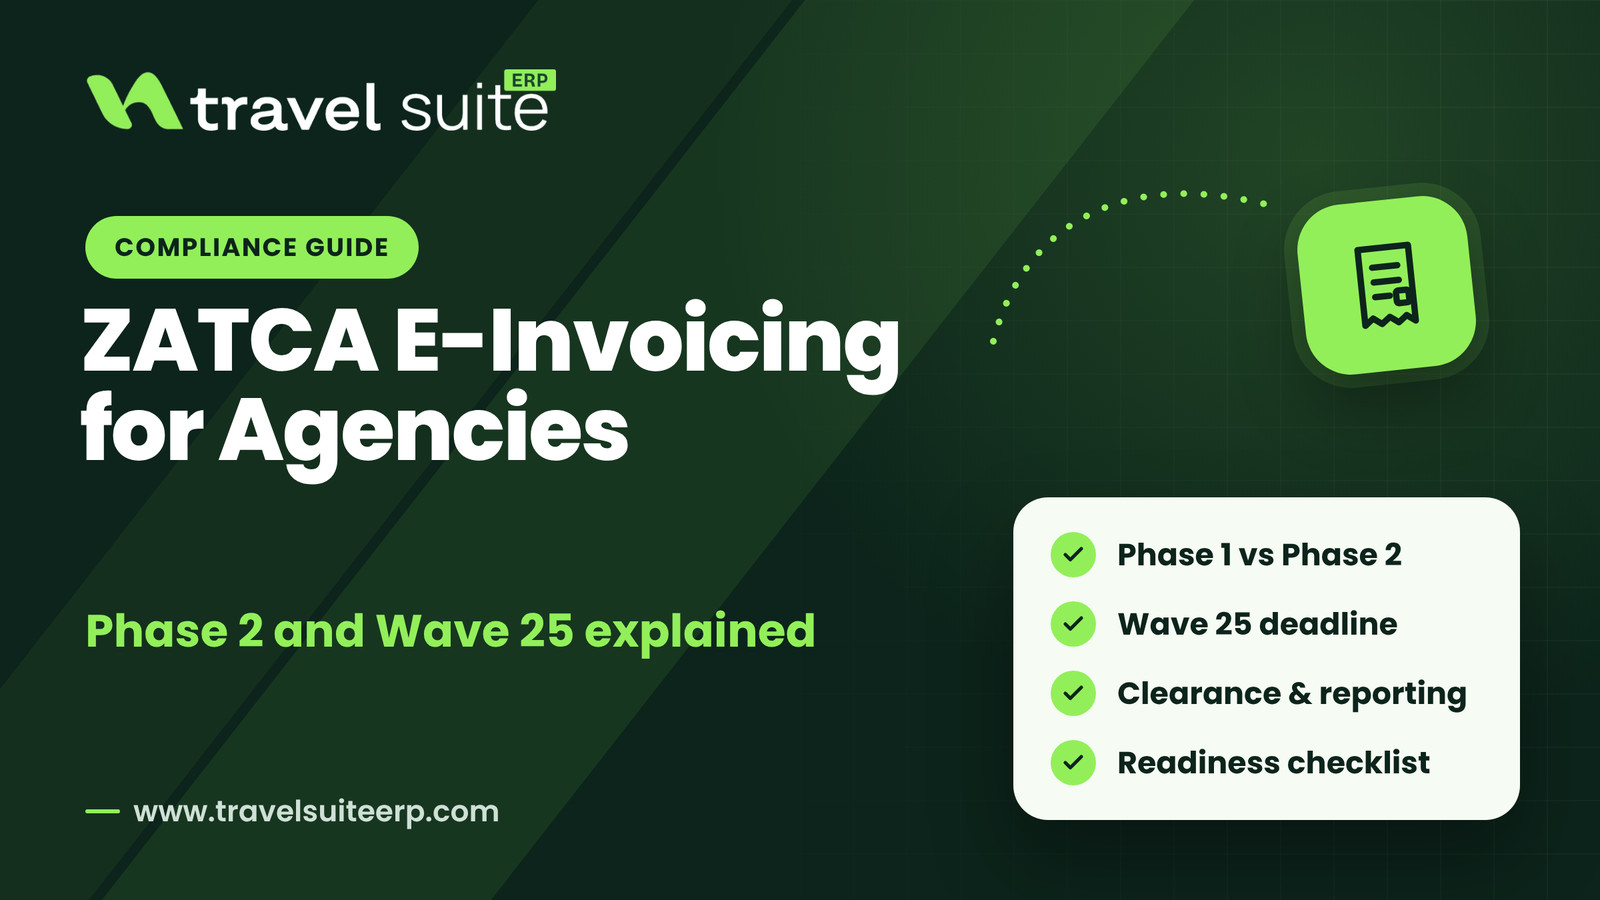 travel suite ERP
COMPLIANCE GUIDE
ZATCA E-Invoicing
for Agencies
Phase 2 and Wave 25 explained
www.travelsuiteerp.com
Phase 1 vs Phase 2
Wave 25 deadline
Clearance & reporting
Readiness checklist